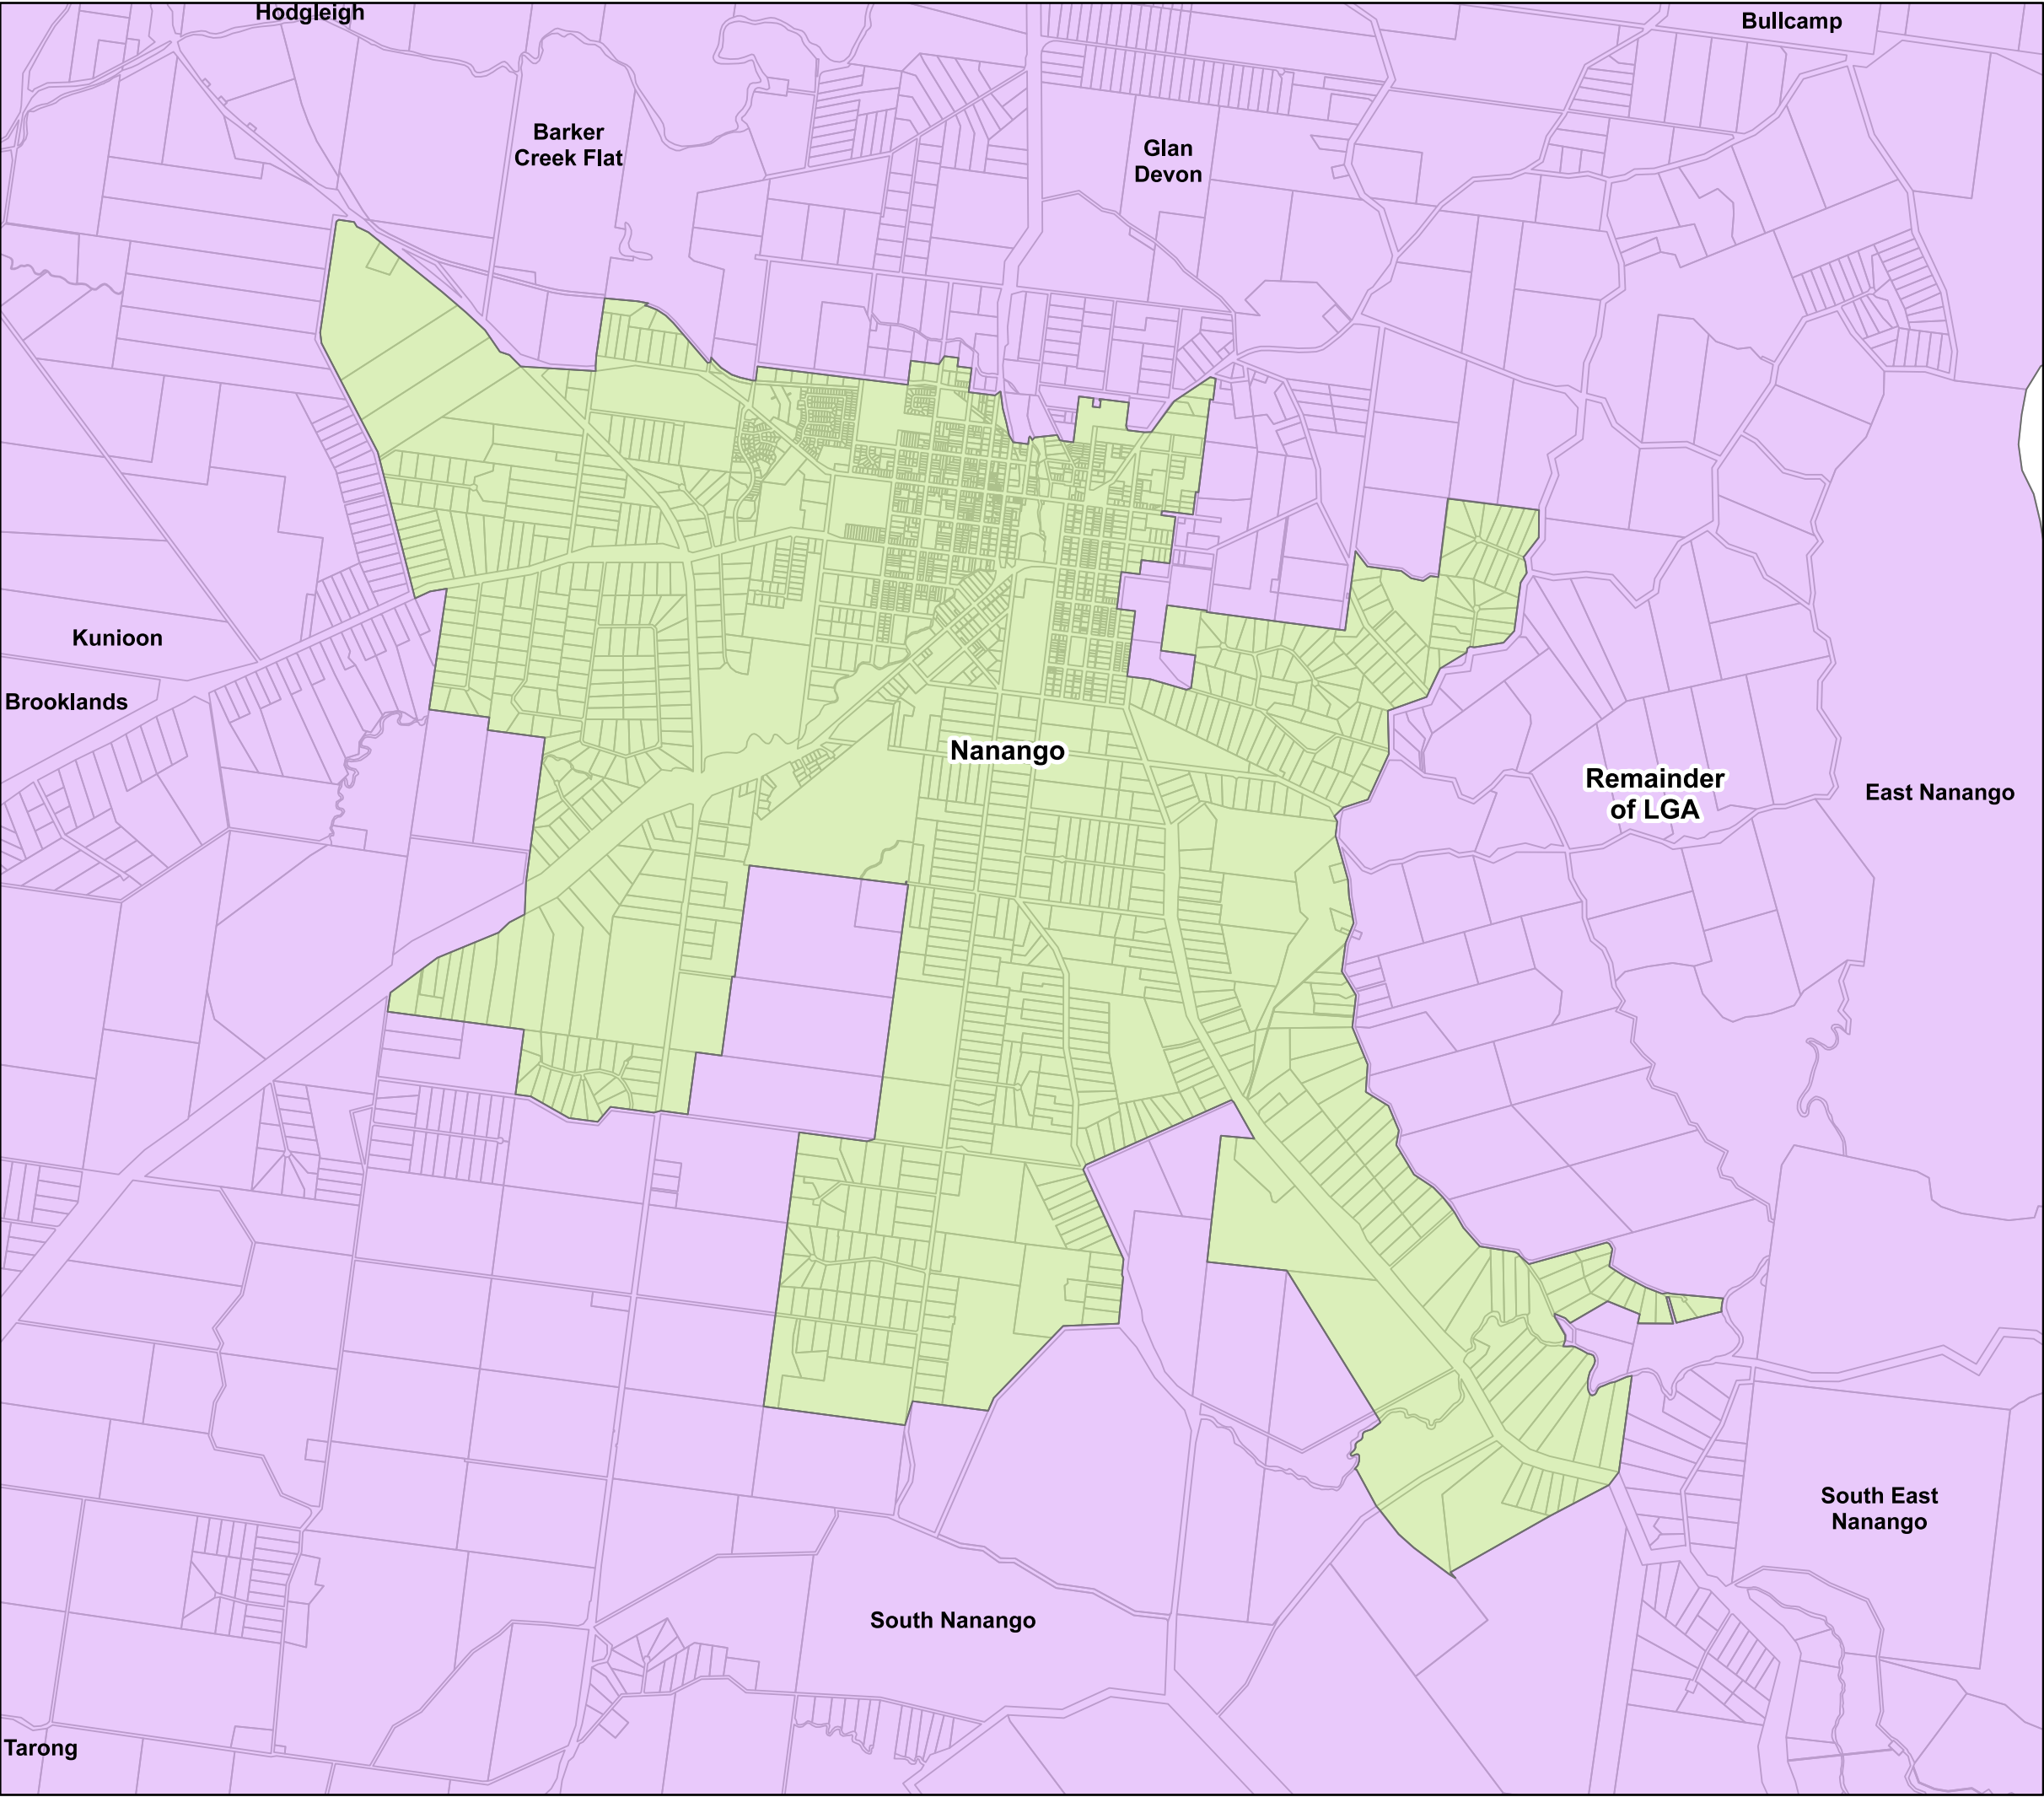 Hodgleigh
Bullcamp
Barker
Creek Flat
Glan
Devon
Kunioon
Brooklands
Nanango
Remainder
of LGA
East Nanango
South East
Nanango
South Nanango
Tarong